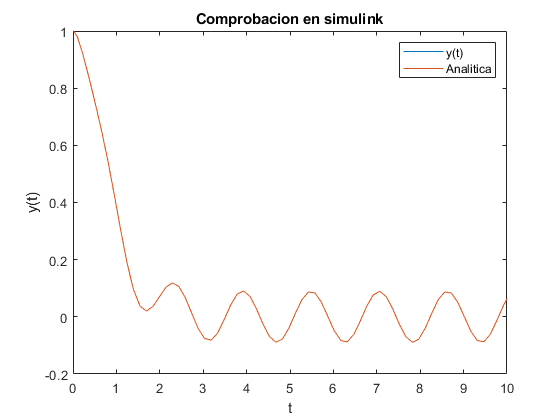 Comprobacion en simulink
y(t)
Analitica
1
0.8
0.6
0.4
0.2
0
-0.2
y(t)
0 1 2 3 4 5 6 7 8 9 10
t